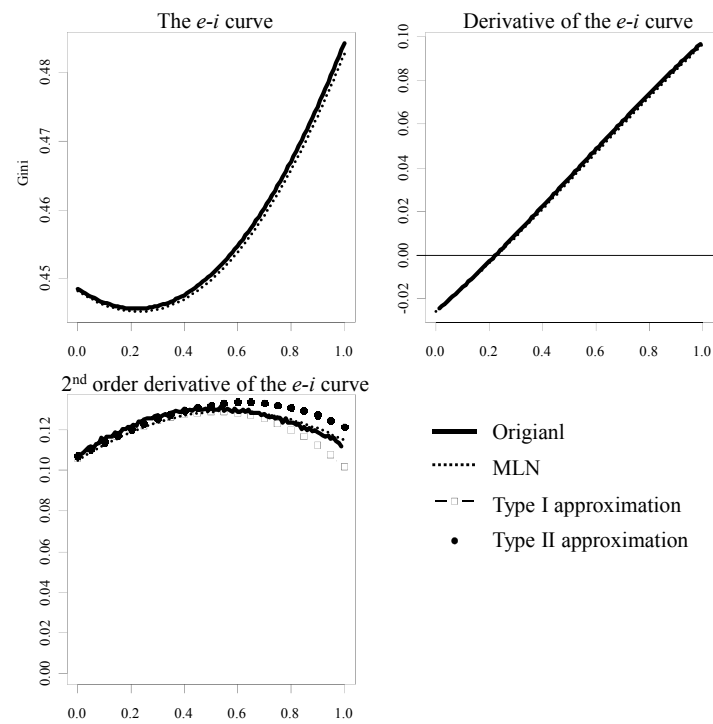 The e-i curve
Derivative of the e-i curve
Gini
0.48
0.47
0.46
0.45
0.0 0.2 0.4 0.6 0.8 1.0
0.10
0.08
0.06
0.04
0.02
0.00
-0.02
0.0 0.2 0.4 0.6 0.8 1.0
2nd order derivative of the e-i curve
0.12
0.10
0.08
0.06
0.04
0.02
0.00
0.0 0.2 0.4 0.6 0.8 1.0
Origianl
MLN
Type I approximation
Type II approximation